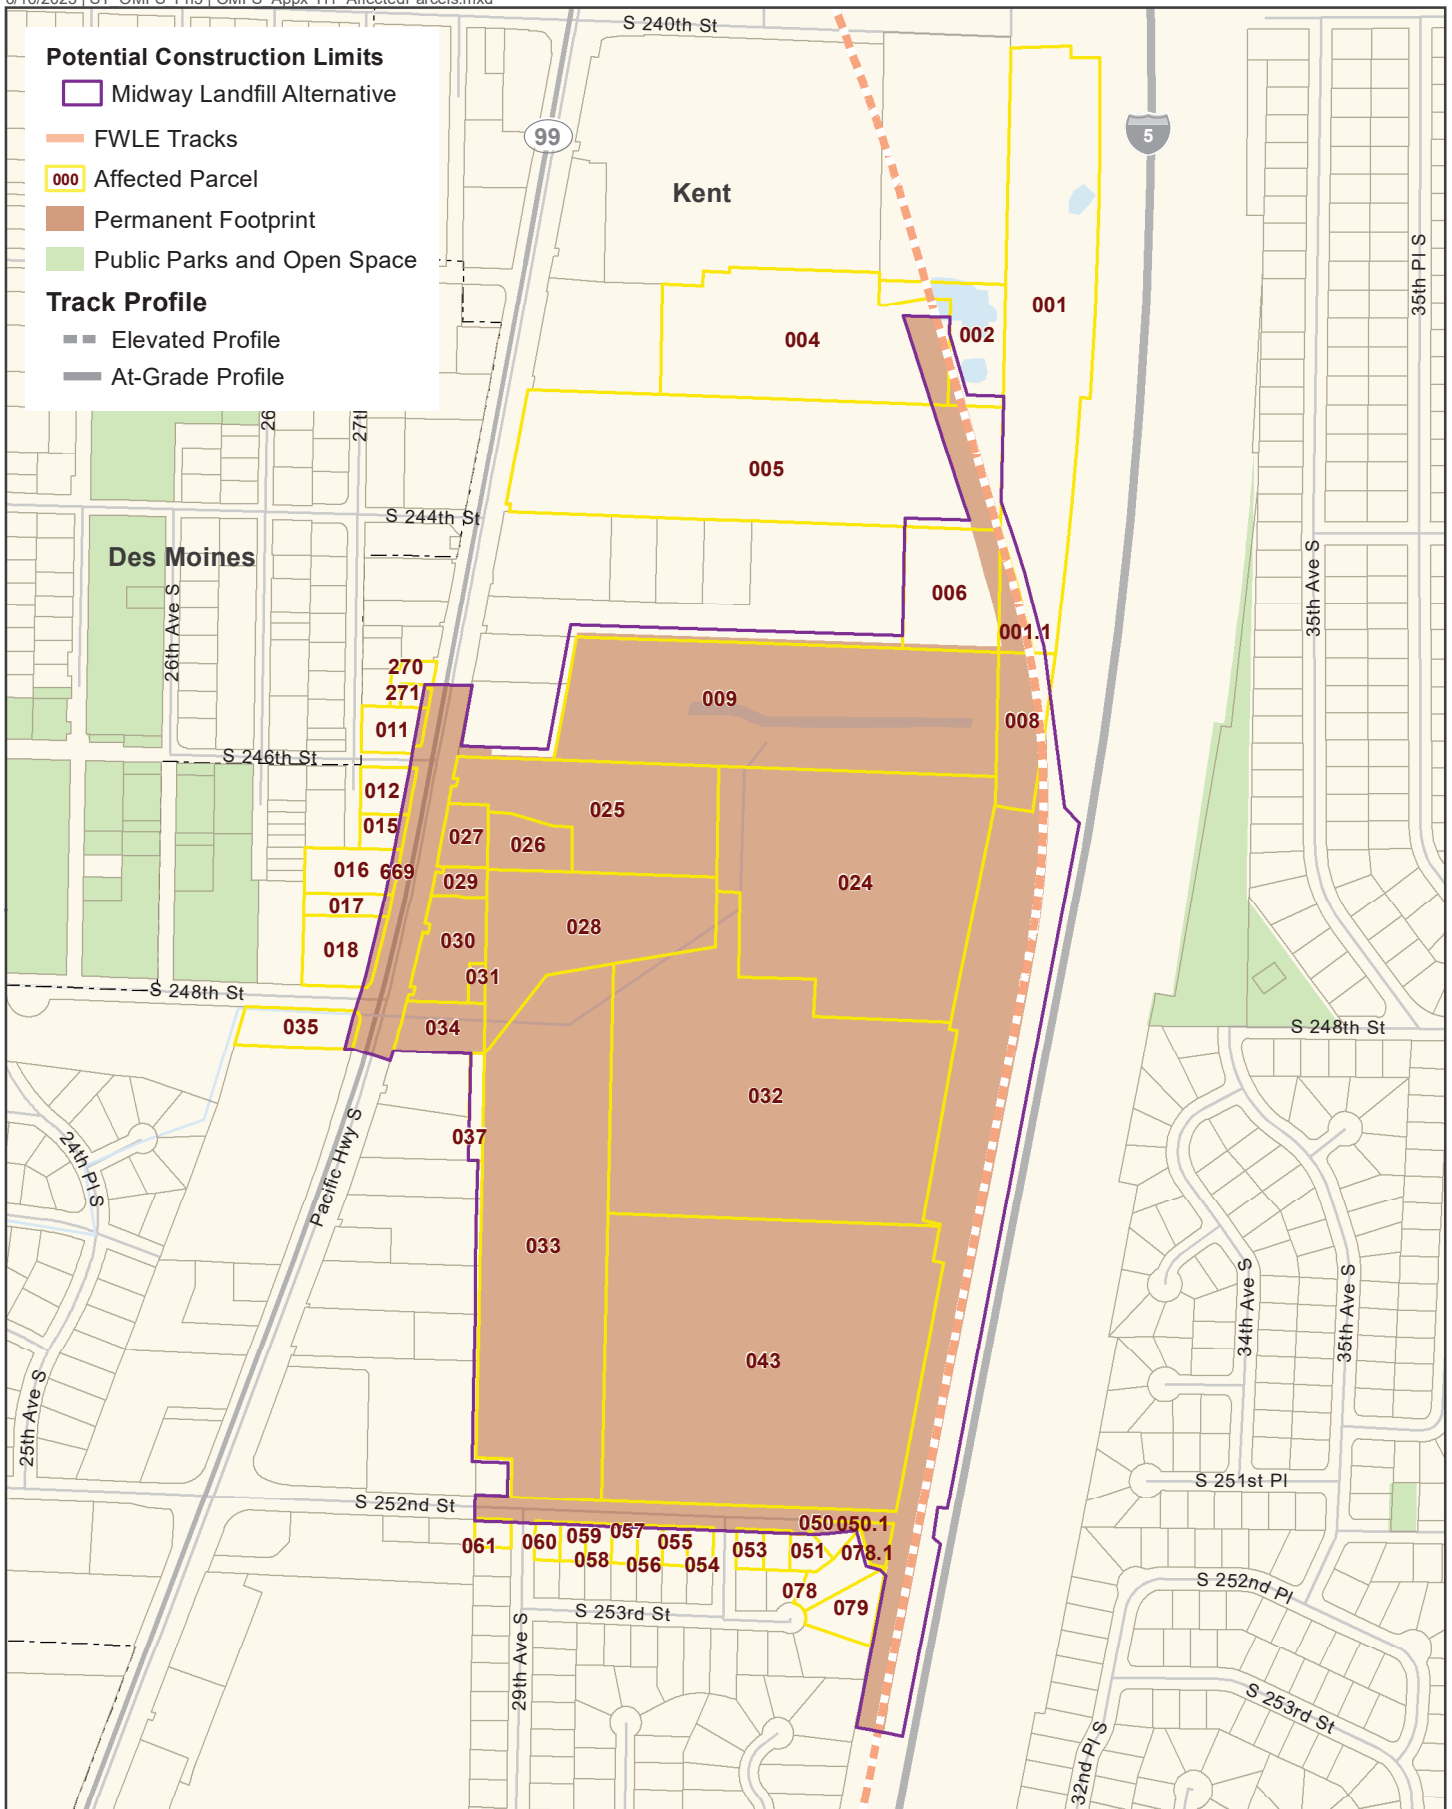 S 240th St
Potential Construction Limits
Midway Landfill Alternative
FWLE Tracks
000 Affected Parcel
Permanent Footprint
Public Parks and Open Space
Track Profile
Elevated Profile
At-Grade Profile
99
5
Kent
35th Pl S
001
002
004
005
S 244th St
Des Moines
26th Ave S
35th Ave S
006
001.1
270
271
011
009
008
S 246th St
012
015
016
669
017
018
025
027
026
029
024
028
030
031
S 248th St
035
034
S 248th St
032
037
24th Pl S
Pacific Hwy S
033
043
34th Ave S
35th Ave S
25th Ave S
S 251st Pl
S 252nd St
050
050.1
061
060
059
058
057
056
055
054
053
051
078.1
078
079
S 252nd Pl
S 253rd St
29th Ave S
S 253rd St
32nd Pl S